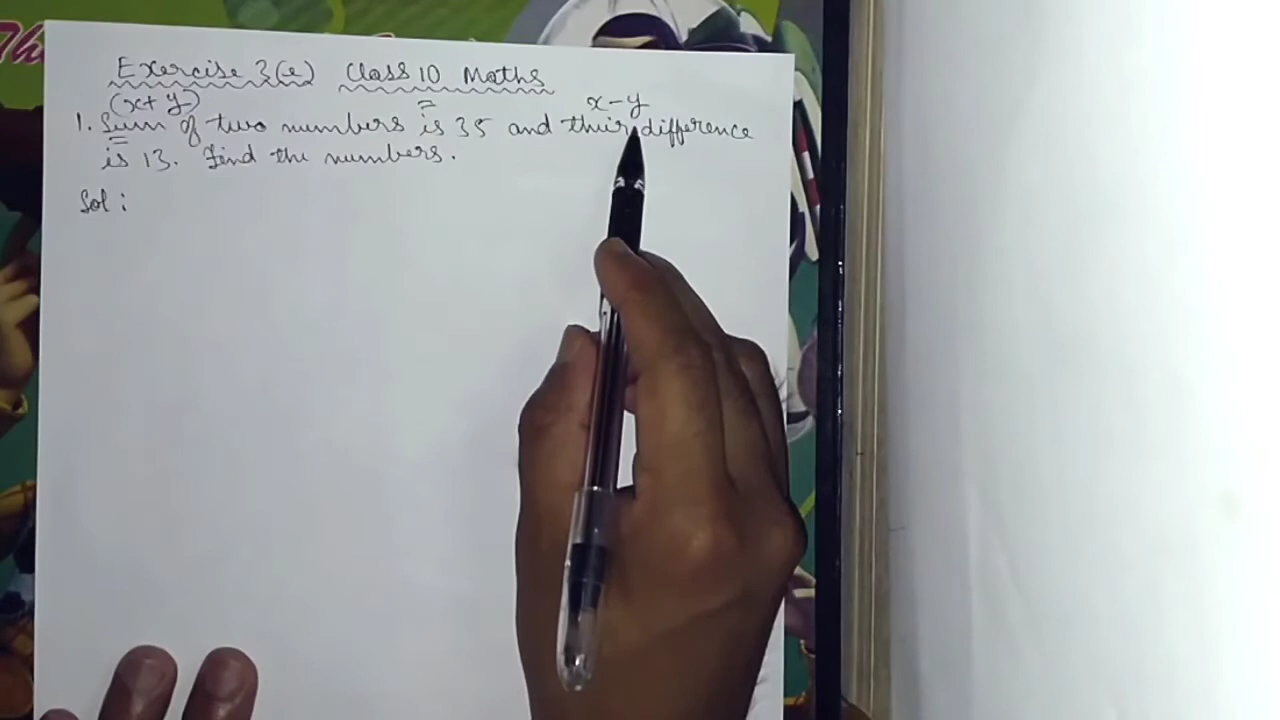 Th
Exercise 3(e) Class 10 Maths
(x+y) = x-y
1. Sum of two numbers is 35 and their difference
is 13. Find the numbers.
Sol: